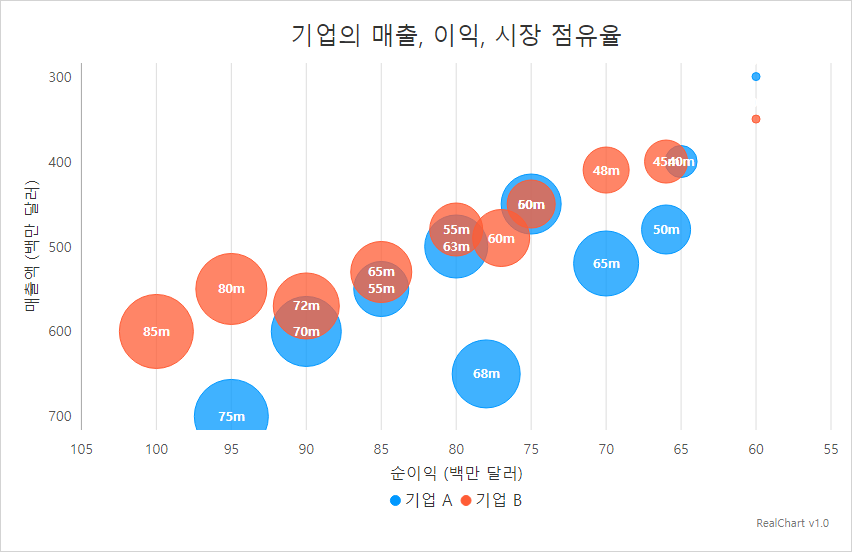 기업의 매출, 이익, 시장 점유율
매출액 (백만 달러)
300
400
500
600
700
48m
45m
40m
50m
60m
55m
63m
60m
65m
65m
55m
80m
72m
70m
85m
68m
75m
105 100 95 90 85 80 75 70 65 60 55
순이익 (백만 달러)
기업 A 기업 B
RealChart v1.0